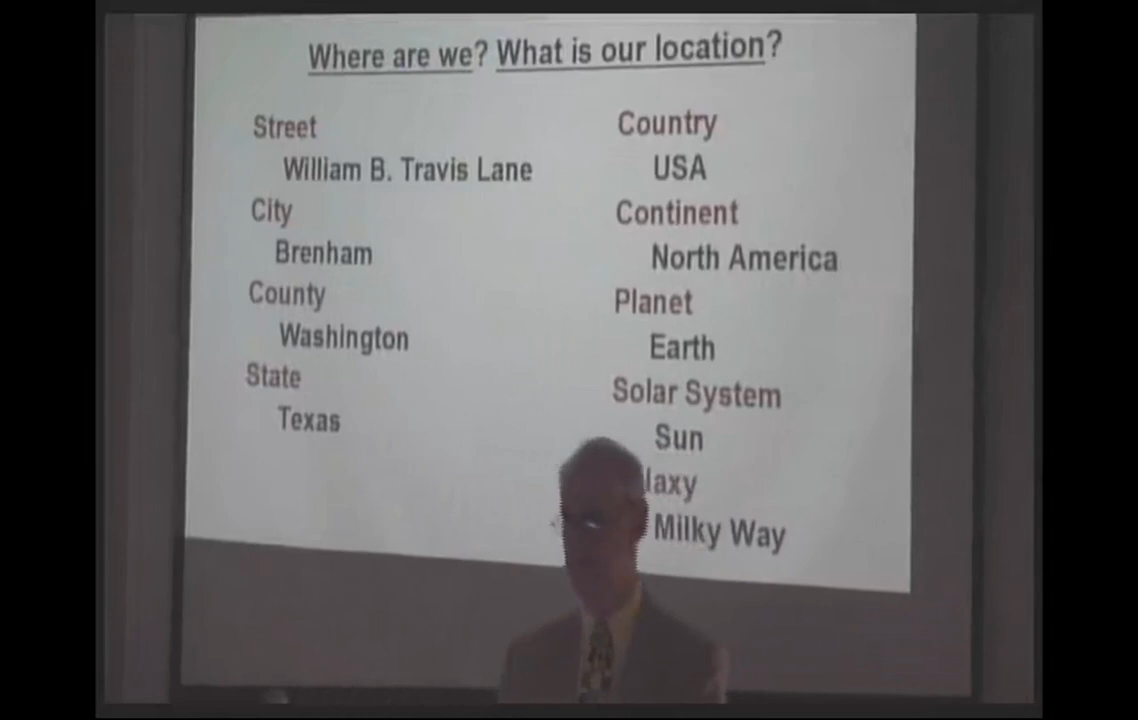 Where are we? What is our location?
Street
William B. Travis Lane
City
Brenham
County
Washington
State
Texas
Country
USA
Continent
North America
Planet
Earth
Solar System
Sun
laxy
Milky Way